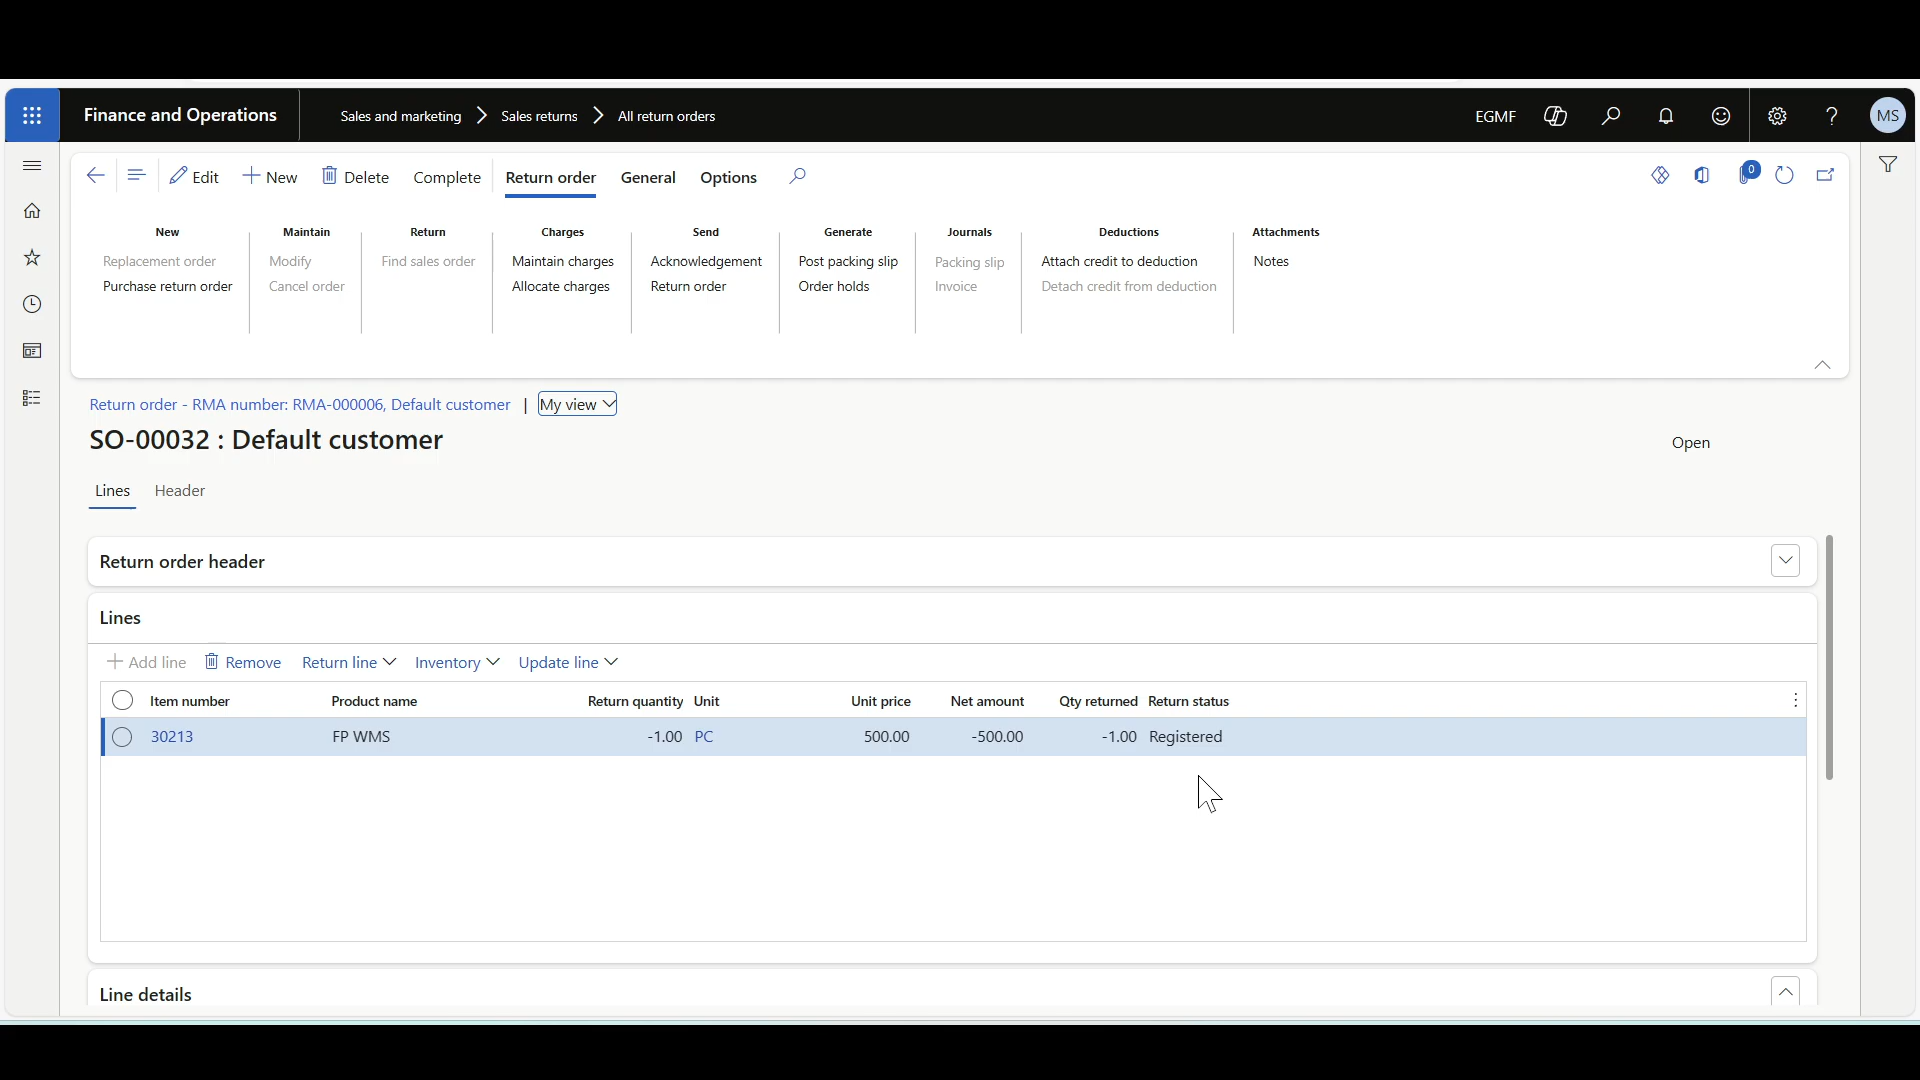 Finance and Operations
Sales and marketing
Sales returns
All return orders
EGMF
MS
Edit
New
Delete
Complete
Return order
General
Options
0
New
Maintain
Return
Charges
Send
Generate
Journals
Deductions
Attachments
Replacement order
Modify
Find sales order
Maintain charges
Acknowledgement
Post packing slip
Packing slip
Attach credit to deduction
Notes
Purchase return order
Cancel order
Allocate charges
Return order
Order holds
Invoice
Detach credit from deduction
Return order - RMA number: RMA-000006, Default customer | My view
SO-00032 : Default customer
Open
Lines
Header
Return order header
Lines
Add line
Remove
Return line
Inventory
Update line
Item number
Product name
Return quantity
Unit
Unit price
Net amount
Qty returned
Return status
30213
FP WMS
-1.00
PC
500.00
-500.00
-1.00
Registered
Line details